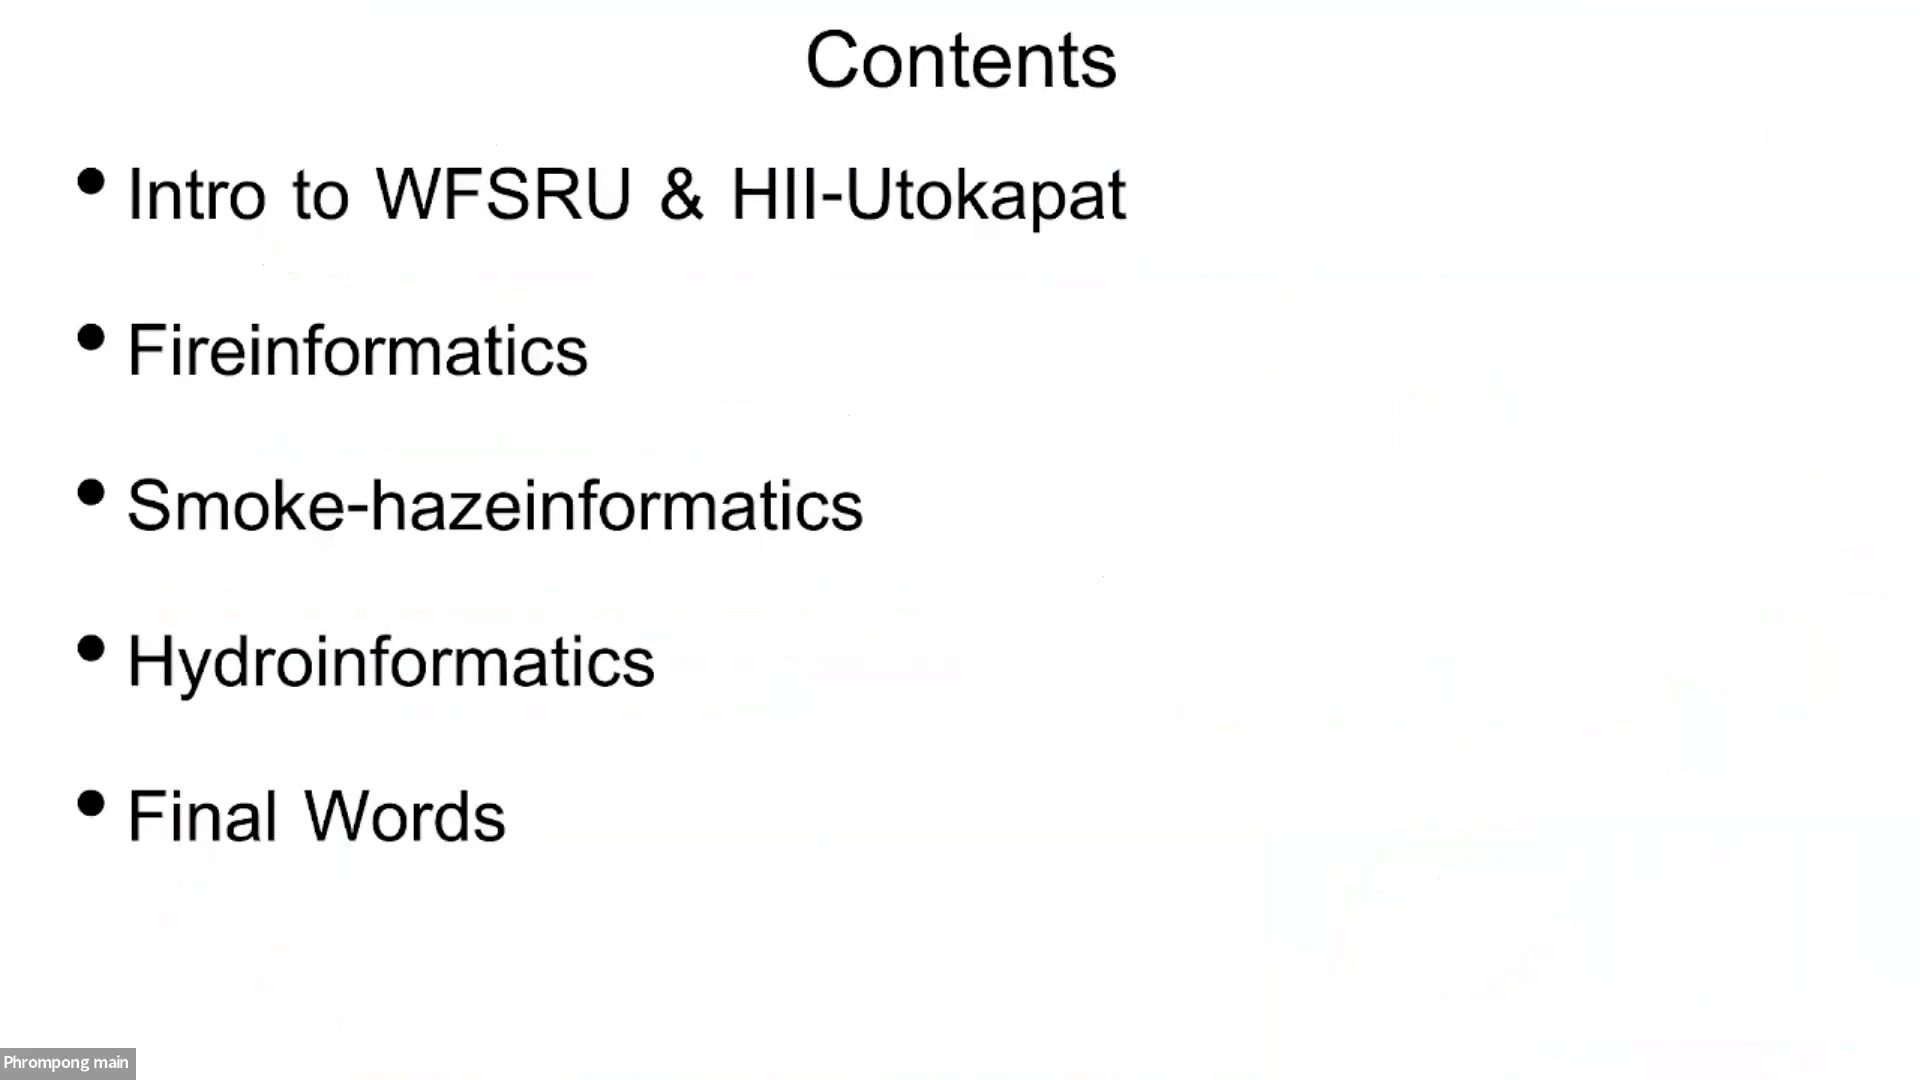 Contents
• Intro to WFSRU & HII-Utokapat
• Fireinformatics
• Smoke-hazeinformatics
• Hydroinformatics
• Final Words
Phrompong main